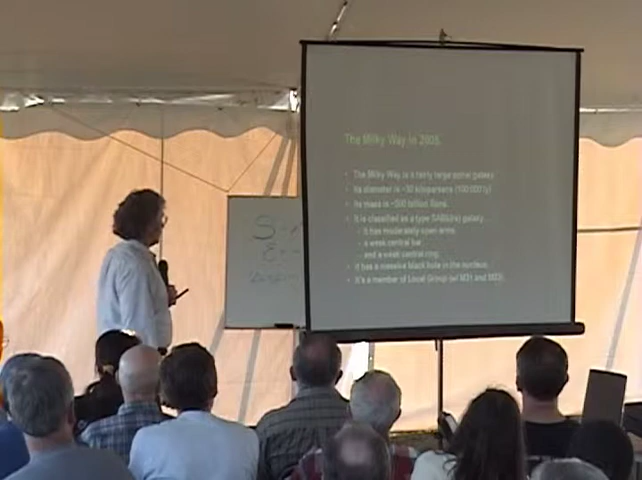 The Milky Way in 2005.
The Milky Way is a fairly large spiral galaxy.
Its diameter is ~30 kiloparsecs (100 000 ly)
Its mass is ~500 billion Suns.
It is classified as a type galaxy.
- It has moderately open arms
- a weak central bar
- and a weak central ring.
It has a massive black hole in the nucleus.
It's a member of Local Group (w/ M31 and M33)